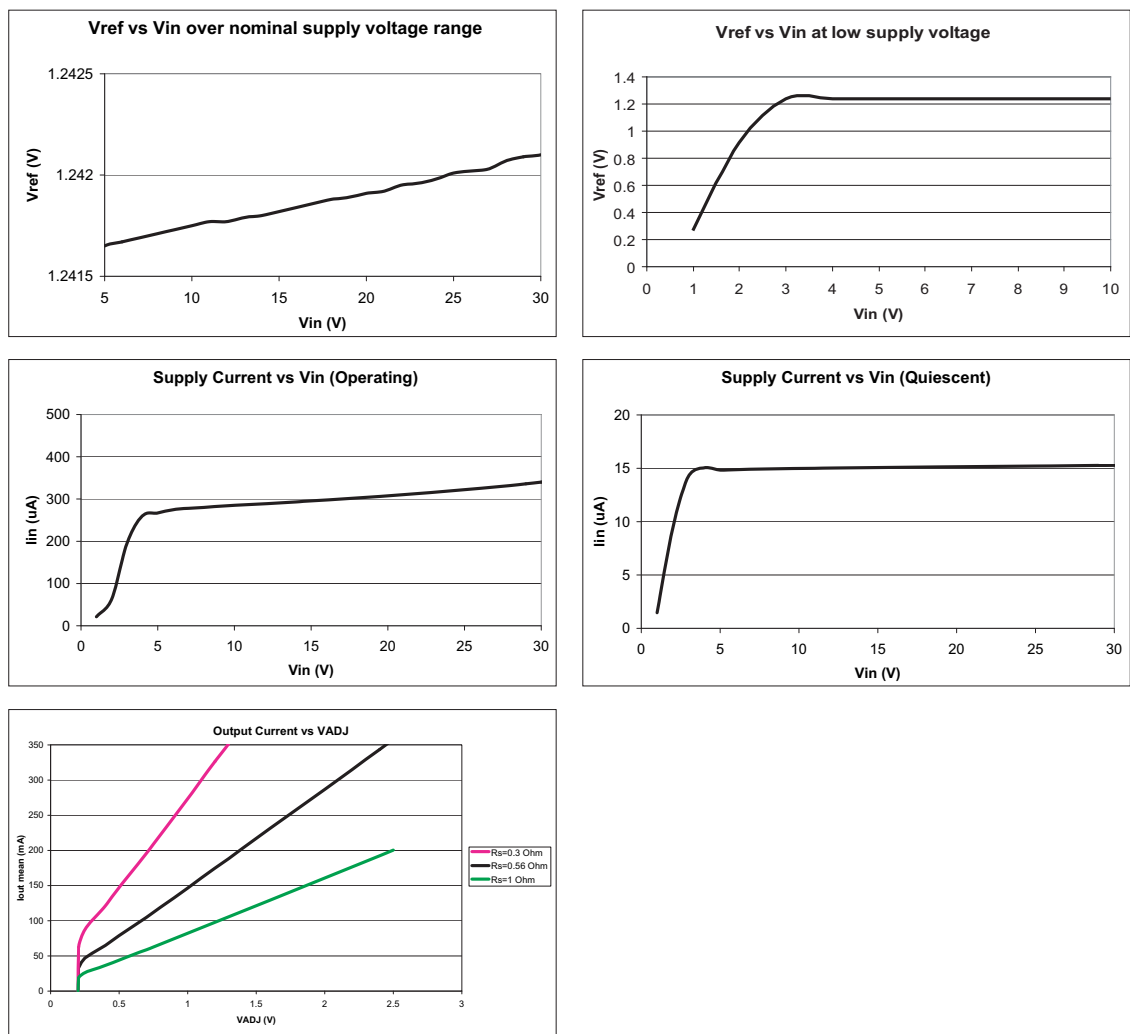 Vref vs Vin over nominal supply voltage range
1.2425
1.242
1.2415
Vref (V)
5 10 15 20 25 30
Vin (V)
Vref vs Vin at low supply voltage
1.4
1.2
1
0.8
0.6
0.4
0.2
0
Vref (V)
0 1 2 3 4 5 6 7 8 9 10
Vin (V)
Supply Current vs Vin (Operating)
500
400
300
200
100
0
Iin (uA)
0 5 10 15 20 25 30
Vin (V)
Supply Current vs Vin (Quiescent)
20
15
10
5
0
Iin (uA)
0 5 10 15 20 25 30
Vin (V)
Output Current vs VADJ
350
300
250
200
150
100
50
0
Iout mean (mA)
0 0.5 1 1.5 2 2.5 3
VADJ (V)
Rs=0.3 Ohm
Rs=0.56 Ohm
Rs=1 Ohm